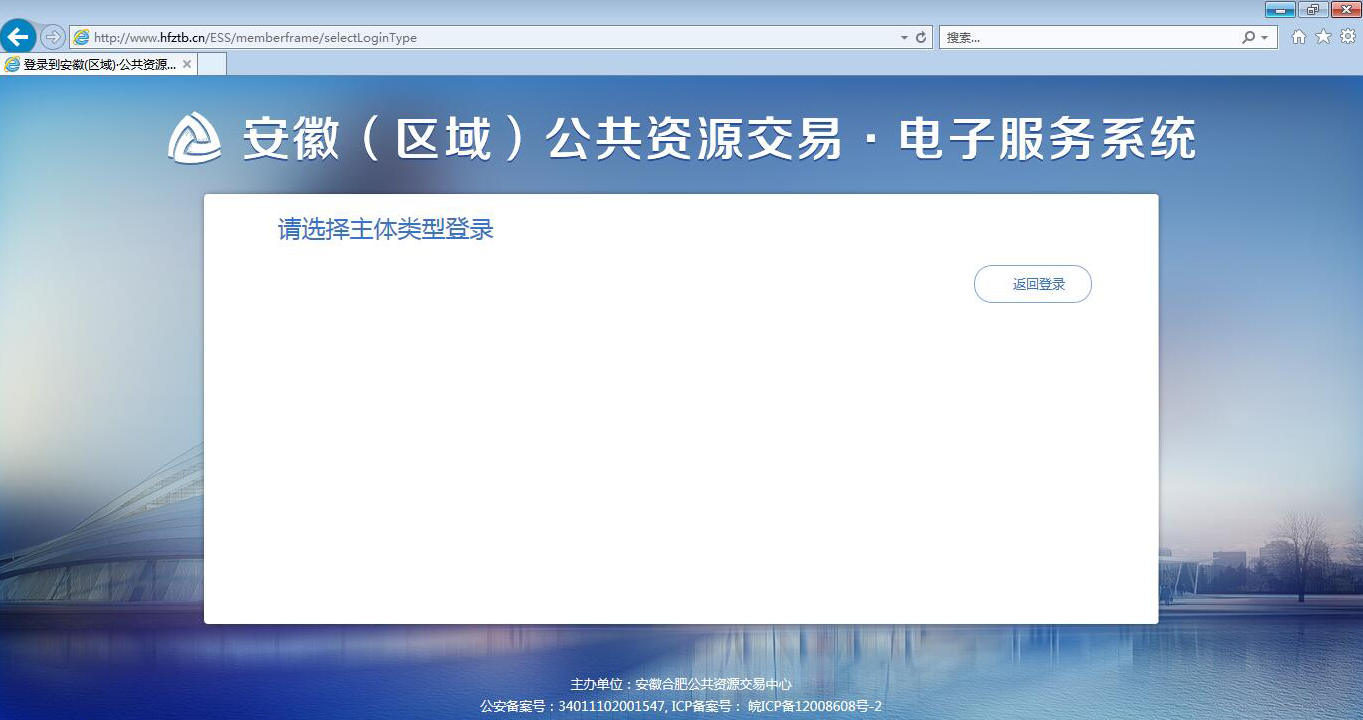 http://www.hfztb.cn/ESS/memberframe/selectLoginType
搜索...
登录到安徽(区域)·公共资源...
安徽（区域）公共资源交易·电子服务系统
请选择主体类型登录
返回登录
主办单位：安徽合肥公共资源交易中心
公安备案号：34011102001547, ICP备案号： 皖ICP备12008608号-2